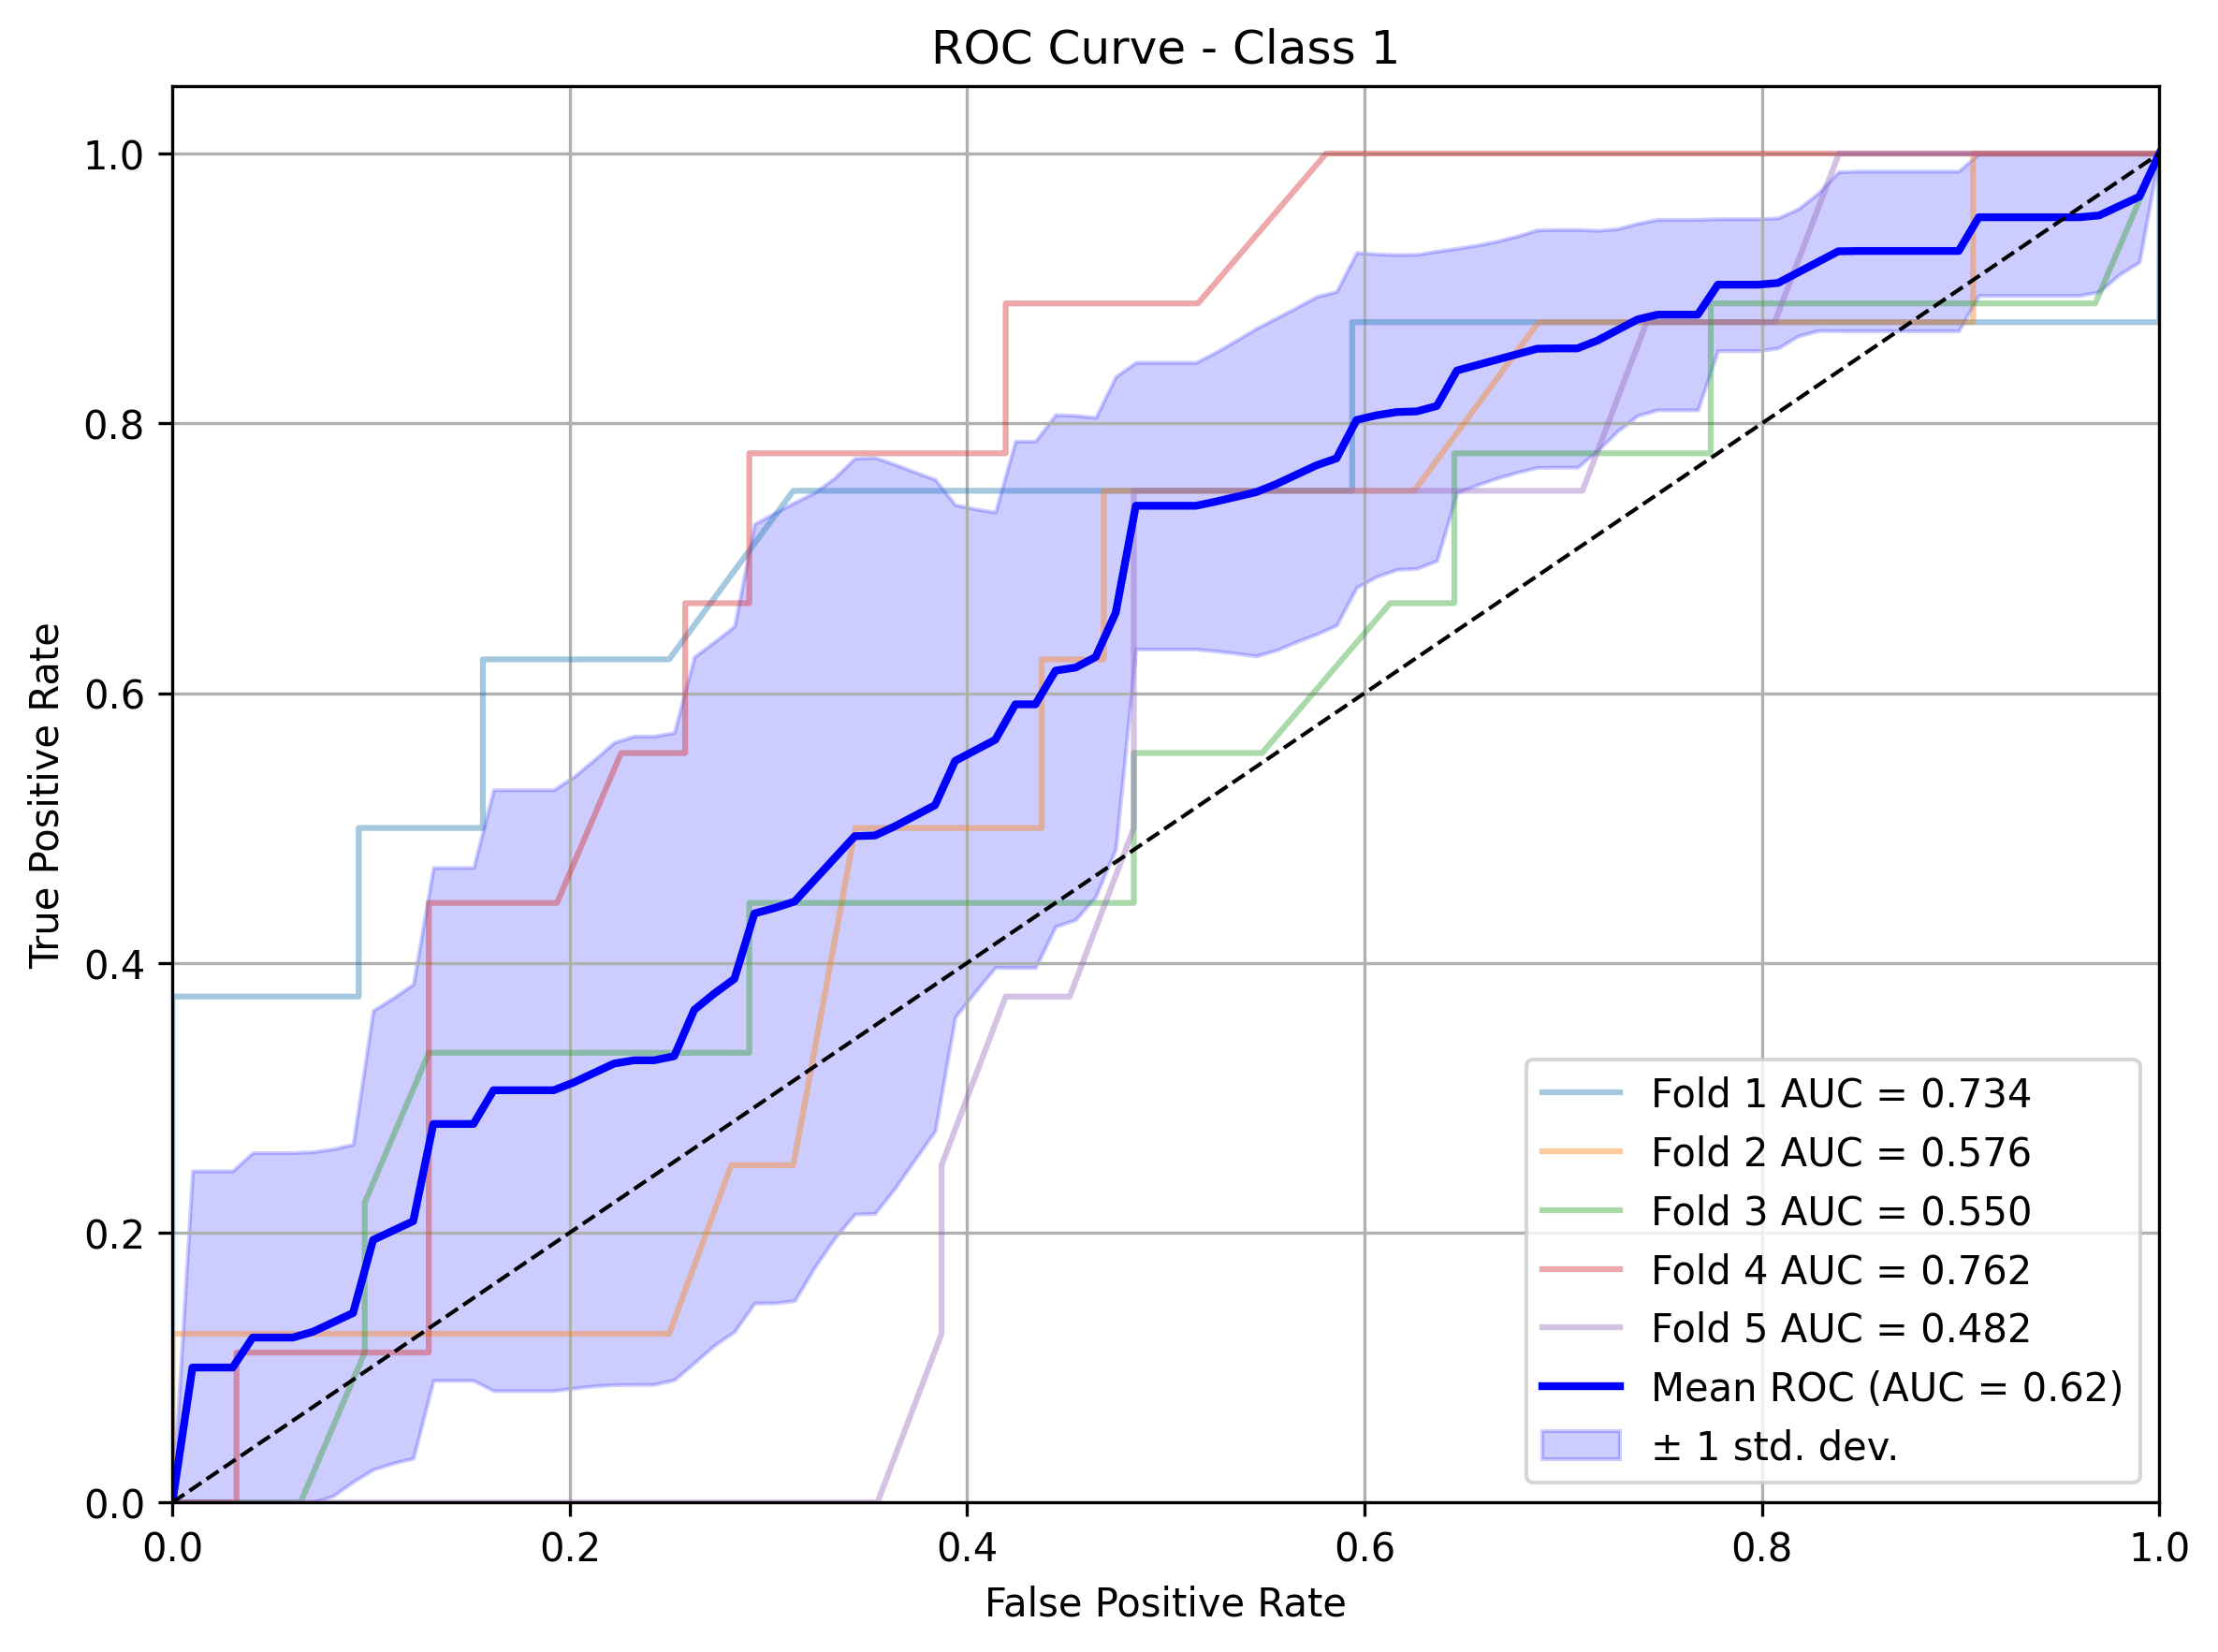 ROC Curve - Class 1
True Positive Rate
1.0
0.8
0.6
0.4
0.2
0.0
0.0 0.2 0.4 0.6 0.8 1.0
False Positive Rate
Fold 1 AUC = 0.734
Fold 2 AUC = 0.576
Fold 3 AUC = 0.550
Fold 4 AUC = 0.762
Fold 5 AUC = 0.482
Mean ROC (AUC = 0.62)
± 1 std. dev.